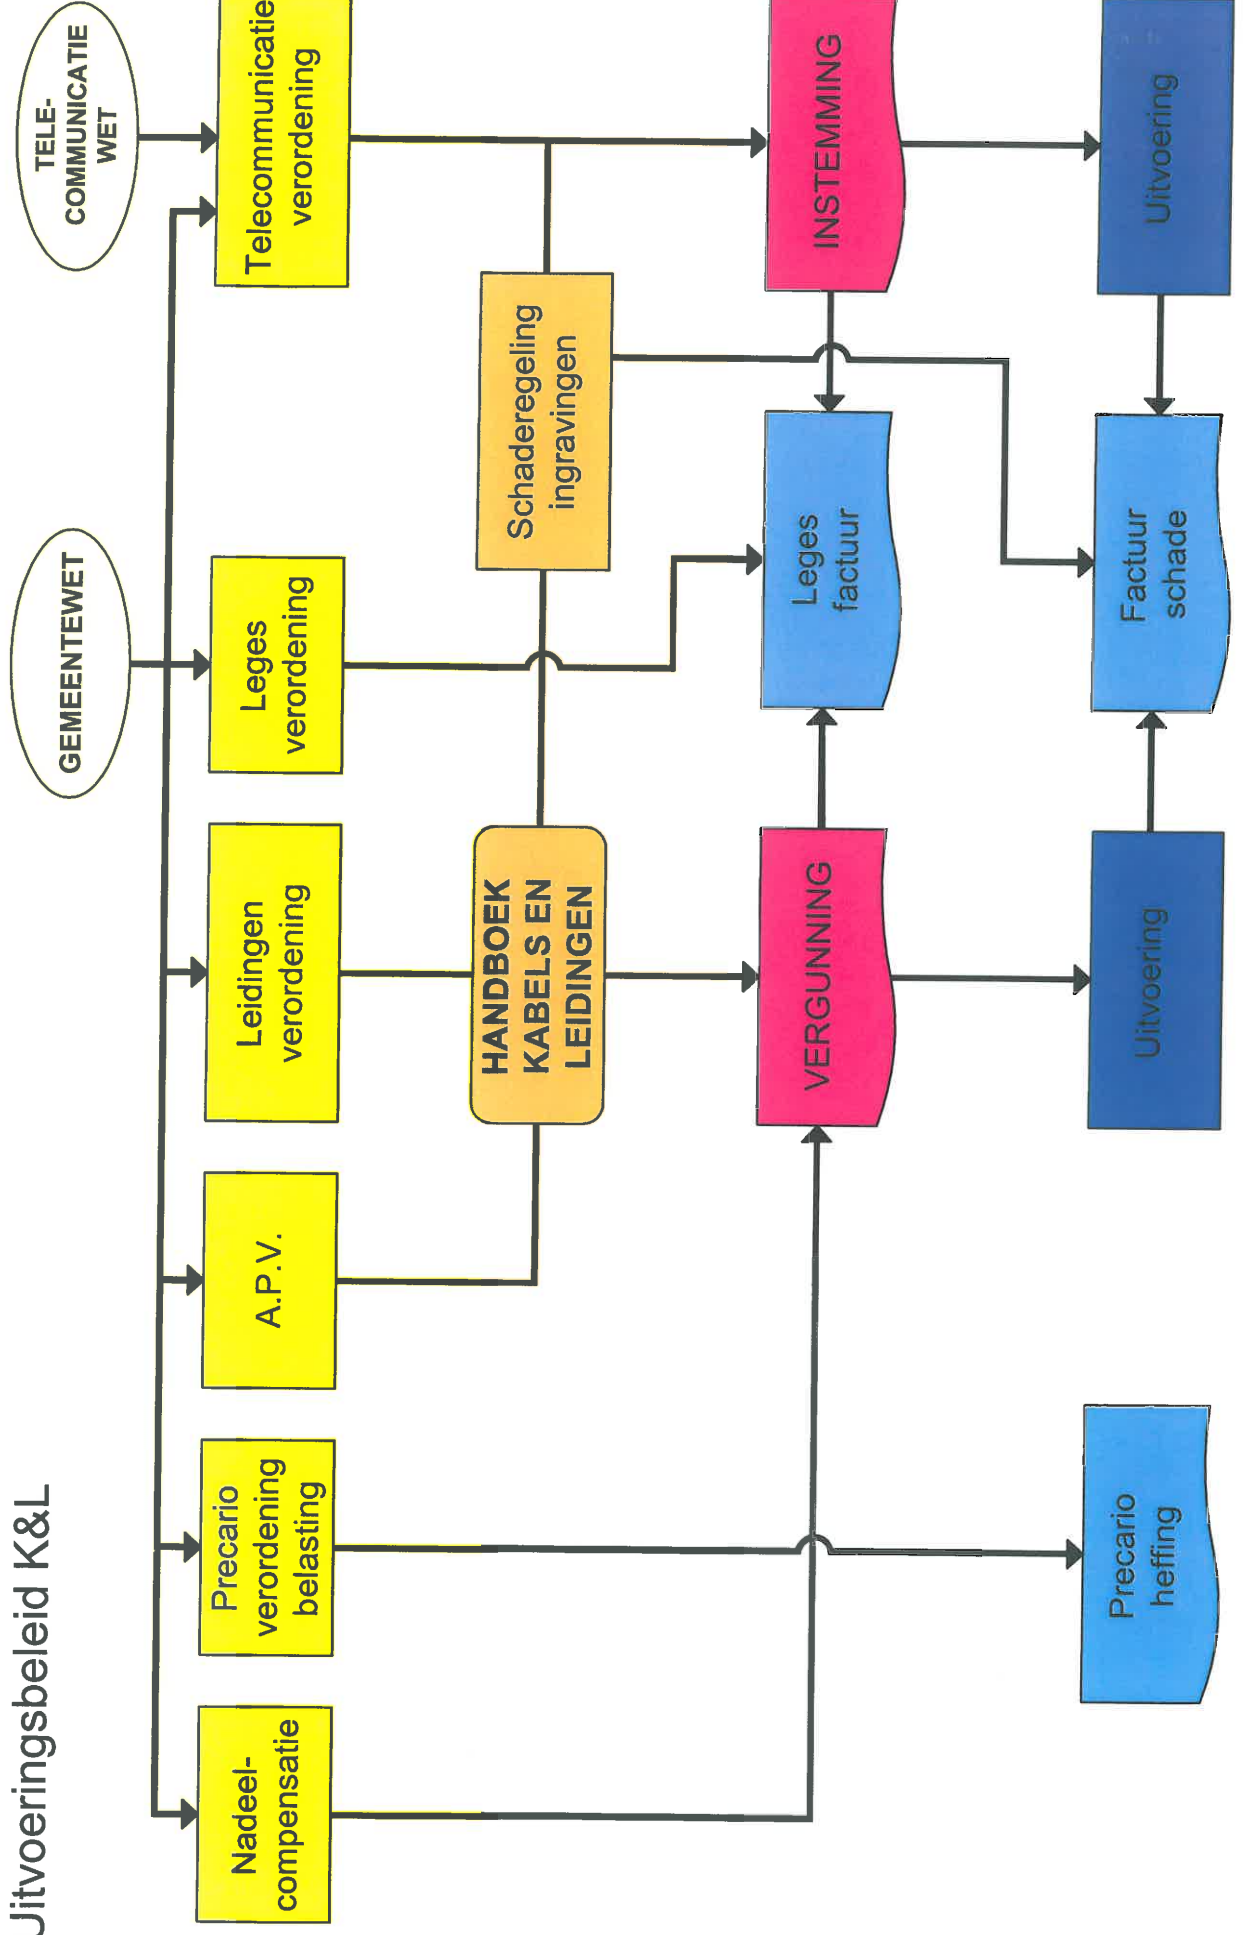 Uitvoeringsbeleid K&L
GEMEENTEWET
TELE-
COMMUNICATIE
WET
Nadeel-
compensatie
Precario
verordening
belasting
A.P.V.
Leidingen
verordening
Leges
verordening
Telecommunicatie
verordening
HANDBOEK
KABELS EN
LEIDINGEN
Schaderegeling
ingravingen
VERGUNNING
Leges
factuur
INSTEMMING
Precario
heffing
Uitvoering
Factuur
schade
Uitvoering